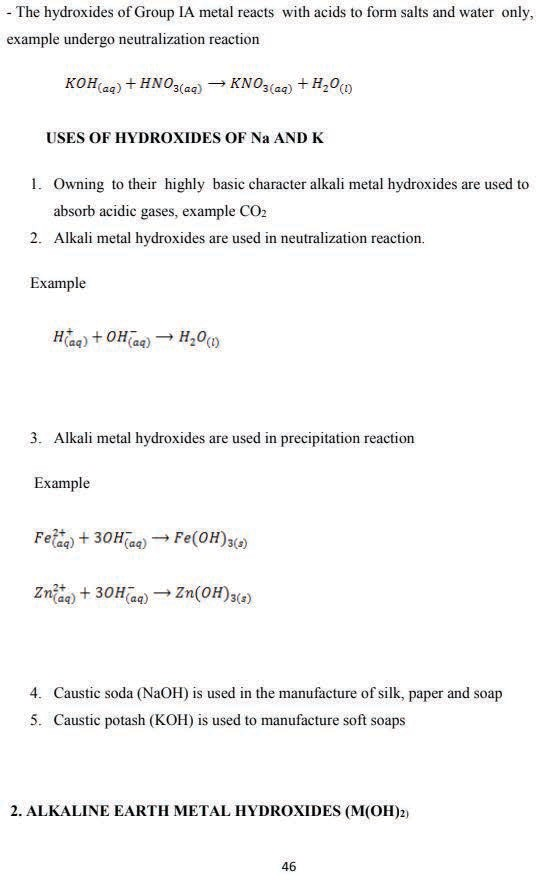 - The hydroxides of Group IA metal reacts with acids to form salts and water only,
example undergo neutralization reaction
KOH(aq) + HNO3(aq) → KNO3(aq) + H2O(l)
USES OF HYDROXIDES OF Na AND K
1. Owning to their highly basic character alkali metal hydroxides are used to
absorb acidic gases, example CO2
2. Alkali metal hydroxides are used in neutralization reaction.
Example
H⁺(aq) + OH⁻(aq) → H2O(l)
3. Alkali metal hydroxides are used in precipitation reaction
Example
Fe²⁺(aq) + 3OH⁻(aq) → Fe(OH)3(s)
Zn²⁺(aq) + 3OH⁻(aq) → Zn(OH)3(s)
4. Caustic soda (NaOH) is used in the manufacture of silk, paper and soap
5. Caustic potash (KOH) is used to manufacture soft soaps
2. ALKALINE EARTH METAL HYDROXIDES (M(OH)2)
46